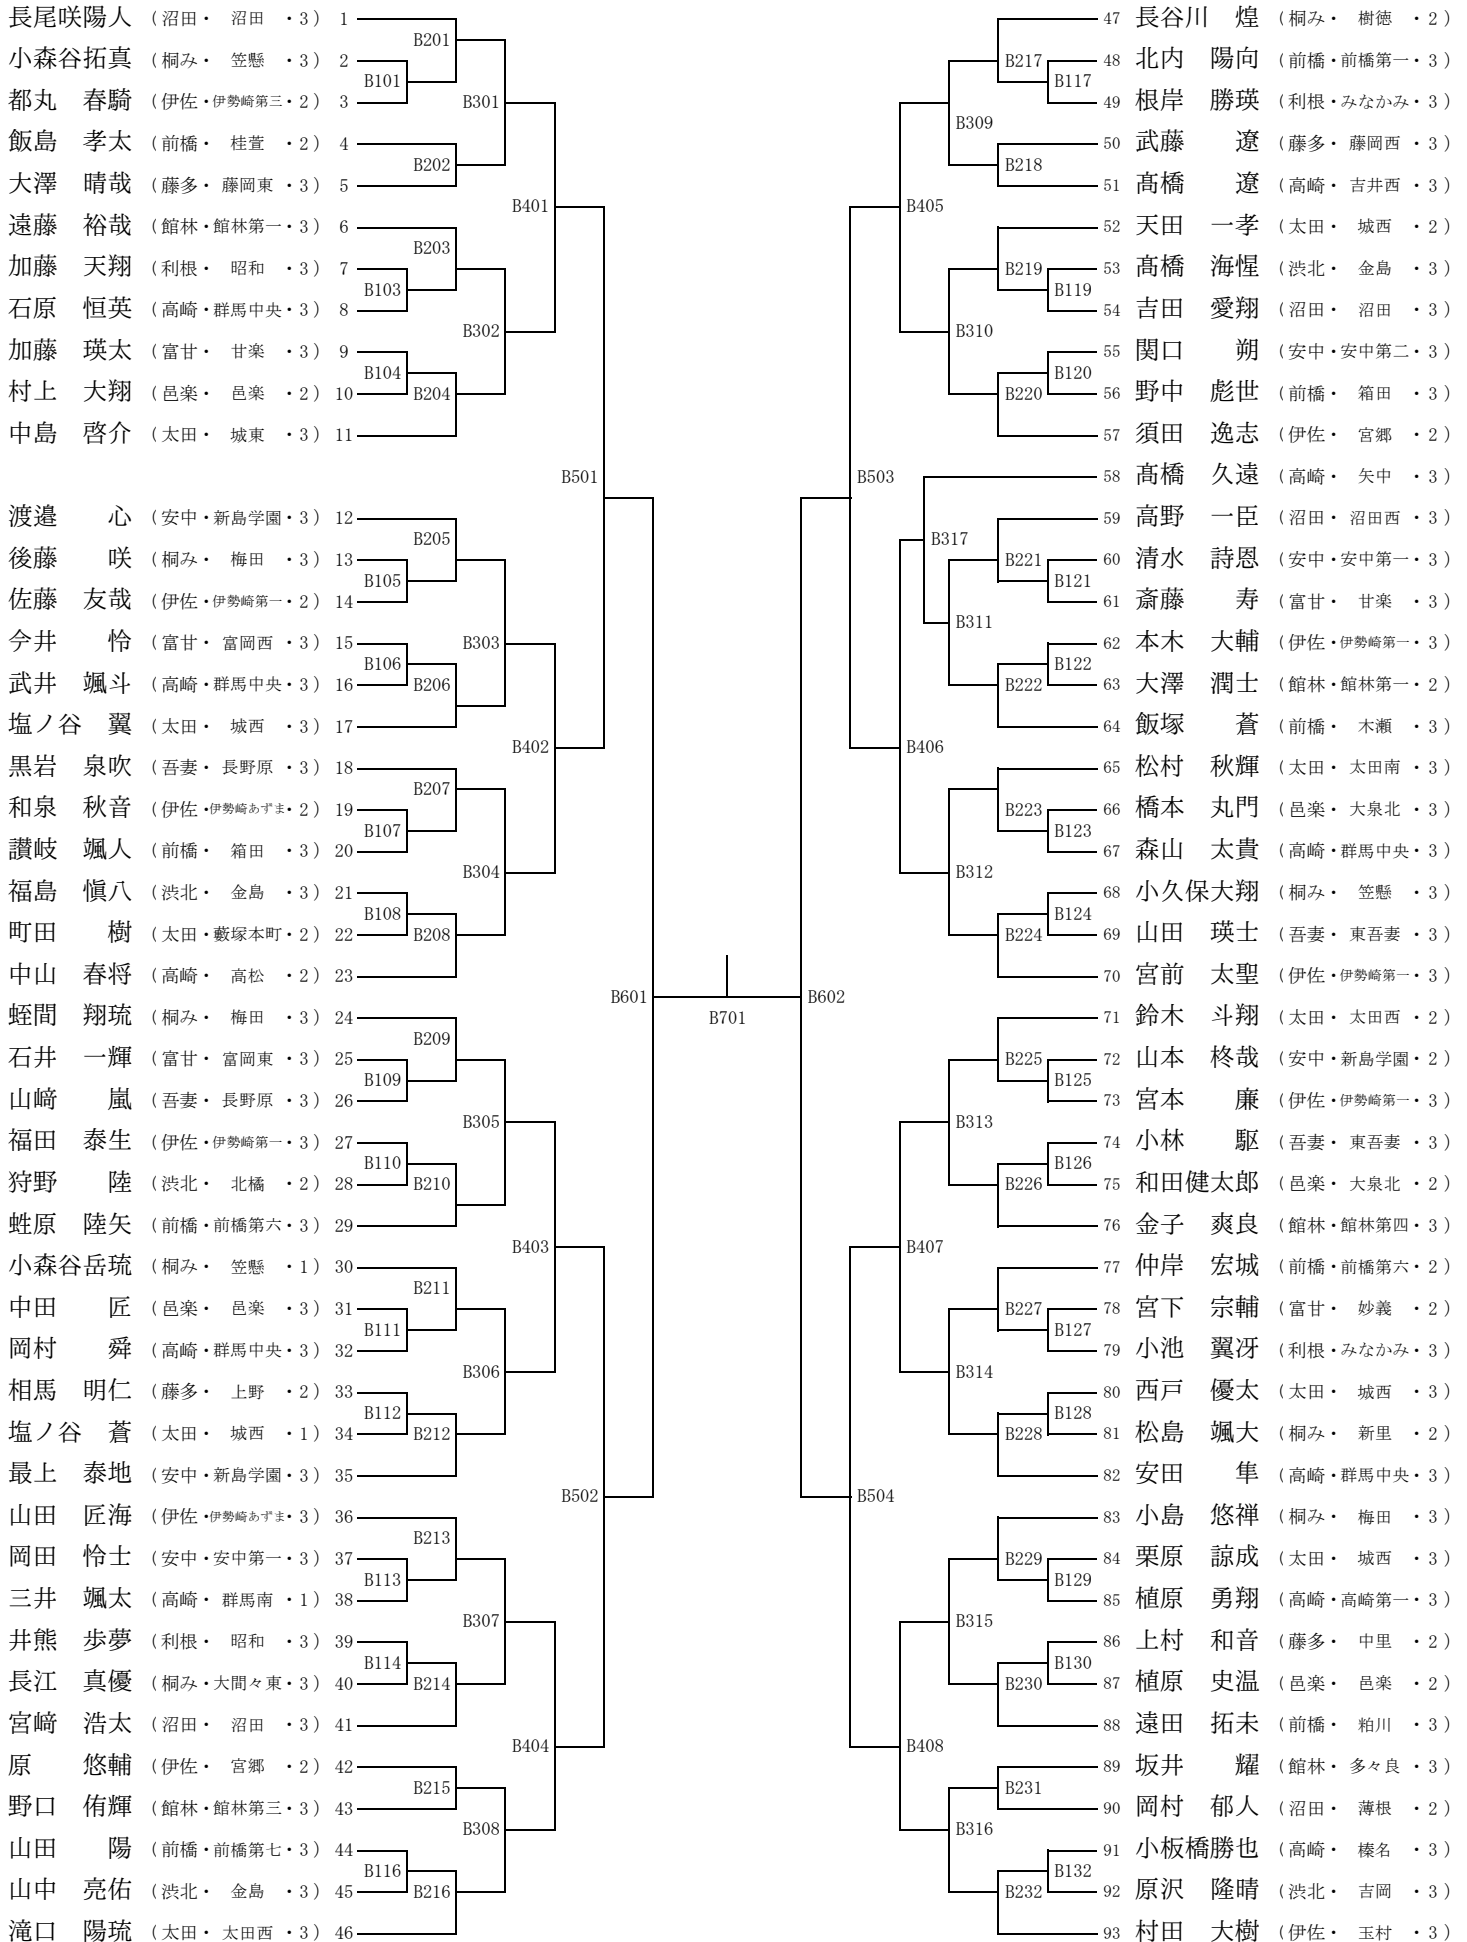 長尾咲陽人 (沼田・ 沼田 ・3) 1
小森谷拓真 (桐み・ 笠懸 ・3) 2
都丸 春騎 (伊佐・伊勢崎第三・2) 3
飯島 孝太 (前橋・ 桂萱 ・2) 4
大澤 晴哉 (藤多・ 藤岡東 ・3) 5
遠藤 裕哉 (館林・館林第一・3) 6
加藤 天翔 (利根・ 昭和 ・3) 7
石原 恒英 (高崎・群馬中央・3) 8
加藤 瑛太 (富甘・ 甘楽 ・3) 9
村上 大翔 (邑楽・ 邑楽 ・2) 10
中島 啓介 (太田・ 城東 ・3) 11
渡邉 心 (安中・新島学園・3) 12
後藤 咲 (桐み・ 梅田 ・3) 13
佐藤 友哉 (伊佐・伊勢崎第一・2) 14
今井 怜 (富甘・ 富岡西 ・3) 15
武井 颯斗 (高崎・群馬中央・3) 16
塩ノ谷 翼 (太田・ 城西 ・3) 17
黒岩 泉吹 (吾妻・ 長野原 ・3) 18
和泉 秋音 (伊佐・伊勢崎あずま・2) 19
讃岐 颯人 (前橋・ 箱田 ・3) 20
福島 愼八 (渋北・ 金島 ・3) 21
町田 樹 (太田・藪塚本町・2) 22
中山 春将 (高崎・ 高松 ・2) 23
蛭間 翔琉 (桐み・ 梅田 ・3) 24
石井 一輝 (富甘・ 富岡東 ・3) 25
山﨑 嵐 (吾妻・ 長野原 ・3) 26
福田 泰生 (伊佐・伊勢崎第一・3) 27
狩野 陸 (渋北・ 北橘 ・2) 28
蛭原 陸矢 (前橋・前橋第六・3) 29
小森谷岳琉 (桐み・ 笠懸 ・1) 30
中田 匠 (邑楽・ 邑楽 ・3) 31
岡村 舜 (高崎・群馬中央・3) 32
相馬 明仁 (藤多・ 上野 ・2) 33
塩ノ谷 蒼 (太田・ 城西 ・1) 34
最上 泰地 (安中・新島学園・3) 35
山田 匠海 (伊佐・伊勢崎あずま・3) 36
岡田 怜士 (安中・安中第一・3) 37
三井 颯太 (高崎・ 群馬南 ・1) 38
井熊 歩夢 (利根・ 昭和 ・3) 39
長江 真優 (桐み・大間々東・3) 40
宮﨑 浩太 (沼田・ 沼田 ・3) 41
原 悠輔 (伊佐・ 宮郷 ・2) 42
野口 侑輝 (館林・館林第三・3) 43
山田 陽 (前橋・前橋第七・3) 44
山中 亮佑 (渋北・ 金島 ・3) 45
滝口 陽琉 (太田・ 太田西 ・3) 46
B101
B103
B104
B105
B106
B107
B108
B109
B110
B111
B112
B113
B114
B116
B201
B202
B203
B204
B205
B206
B207
B208
B209
B210
B211
B212
B213
B214
B215
B216
B301
B302
B303
B304
B305
B306
B307
B308
B401
B402
B403
B404
B501
B502
B601
B701
B602
B503
B504
B405
B406
B407
B408
B309
B310
B317
B311
B312
B313
B314
B315
B316
B217
B218
B219
B220
B221
B222
B223
B224
B225
B226
B227
B228
B229
B230
B231
B232
B117
B119
B120
B121
B122
B123
B124
B125
B126
B127
B128
B129
B130
B132
47 長谷川 煌 (桐み・ 樹徳 ・2)
48 北内 陽向 (前橋・前橋第一・3)
49 根岸 勝瑛 (利根・みなかみ・3)
50 武藤 遼 (藤多・ 藤岡西 ・3)
51 髙橋 遼 (高崎・ 吉井西 ・3)
52 天田 一孝 (太田・ 城西 ・2)
53 髙橋 海惺 (渋北・ 金島 ・3)
54 吉田 愛翔 (沼田・ 沼田 ・3)
55 関口 朔 (安中・安中第二・3)
56 野中 彪世 (前橋・ 箱田 ・3)
57 須田 逸志 (伊佐・ 宮郷 ・2)
58 髙橋 久遠 (高崎・ 矢中 ・3)
59 高野 一臣 (沼田・ 沼田西 ・3)
60 清水 詩恩 (安中・安中第一・3)
61 斎藤 寿 (富甘・ 甘楽 ・3)
62 本木 大輔 (伊佐・伊勢崎第一・3)
63 大澤 潤士 (館林・館林第一・2)
64 飯塚 蒼 (前橋・ 木瀬 ・3)
65 松村 秋輝 (太田・ 太田南 ・3)
66 橋本 丸門 (邑楽・ 大泉北 ・3)
67 森山 太貴 (高崎・群馬中央・3)
68 小久保大翔 (桐み・ 笠懸 ・3)
69 山田 瑛士 (吾妻・ 東吾妻 ・3)
70 宮前 太聖 (伊佐・伊勢崎第一・3)
71 鈴木 斗翔 (太田・ 太田西 ・2)
72 山本 柊哉 (安中・新島学園・2)
73 宮本 廉 (伊佐・伊勢崎第一・3)
74 小林 駆 (吾妻・ 東吾妻 ・3)
75 和田健太郎 (邑楽・ 大泉北 ・2)
76 金子 爽良 (館林・館林第四・3)
77 仲岸 宏城 (前橋・前橋第六・2)
78 宮下 宗輔 (富甘・ 妙義 ・2)
79 小池 翼冴 (利根・みなかみ・3)
80 西戸 優太 (太田・ 城西 ・3)
81 松島 颯大 (桐み・ 新里 ・2)
82 安田 隼 (高崎・群馬中央・3)
83 小島 悠禅 (桐み・ 梅田 ・3)
84 栗原 諒成 (太田・ 城西 ・3)
85 植原 勇翔 (高崎・高崎第一・3)
86 上村 和音 (藤多・ 中里 ・2)
87 植原 史温 (邑楽・ 邑楽 ・2)
88 遠田 拓未 (前橋・ 粕川 ・3)
89 坂井 耀 (館林・ 多々良 ・3)
90 岡村 郁人 (沼田・ 薄根 ・2)
91 小板橋勝也 (高崎・ 榛名 ・3)
92 原沢 隆晴 (渋北・ 吉岡 ・3)
93 村田 大樹 (伊佐・ 玉村 ・3)